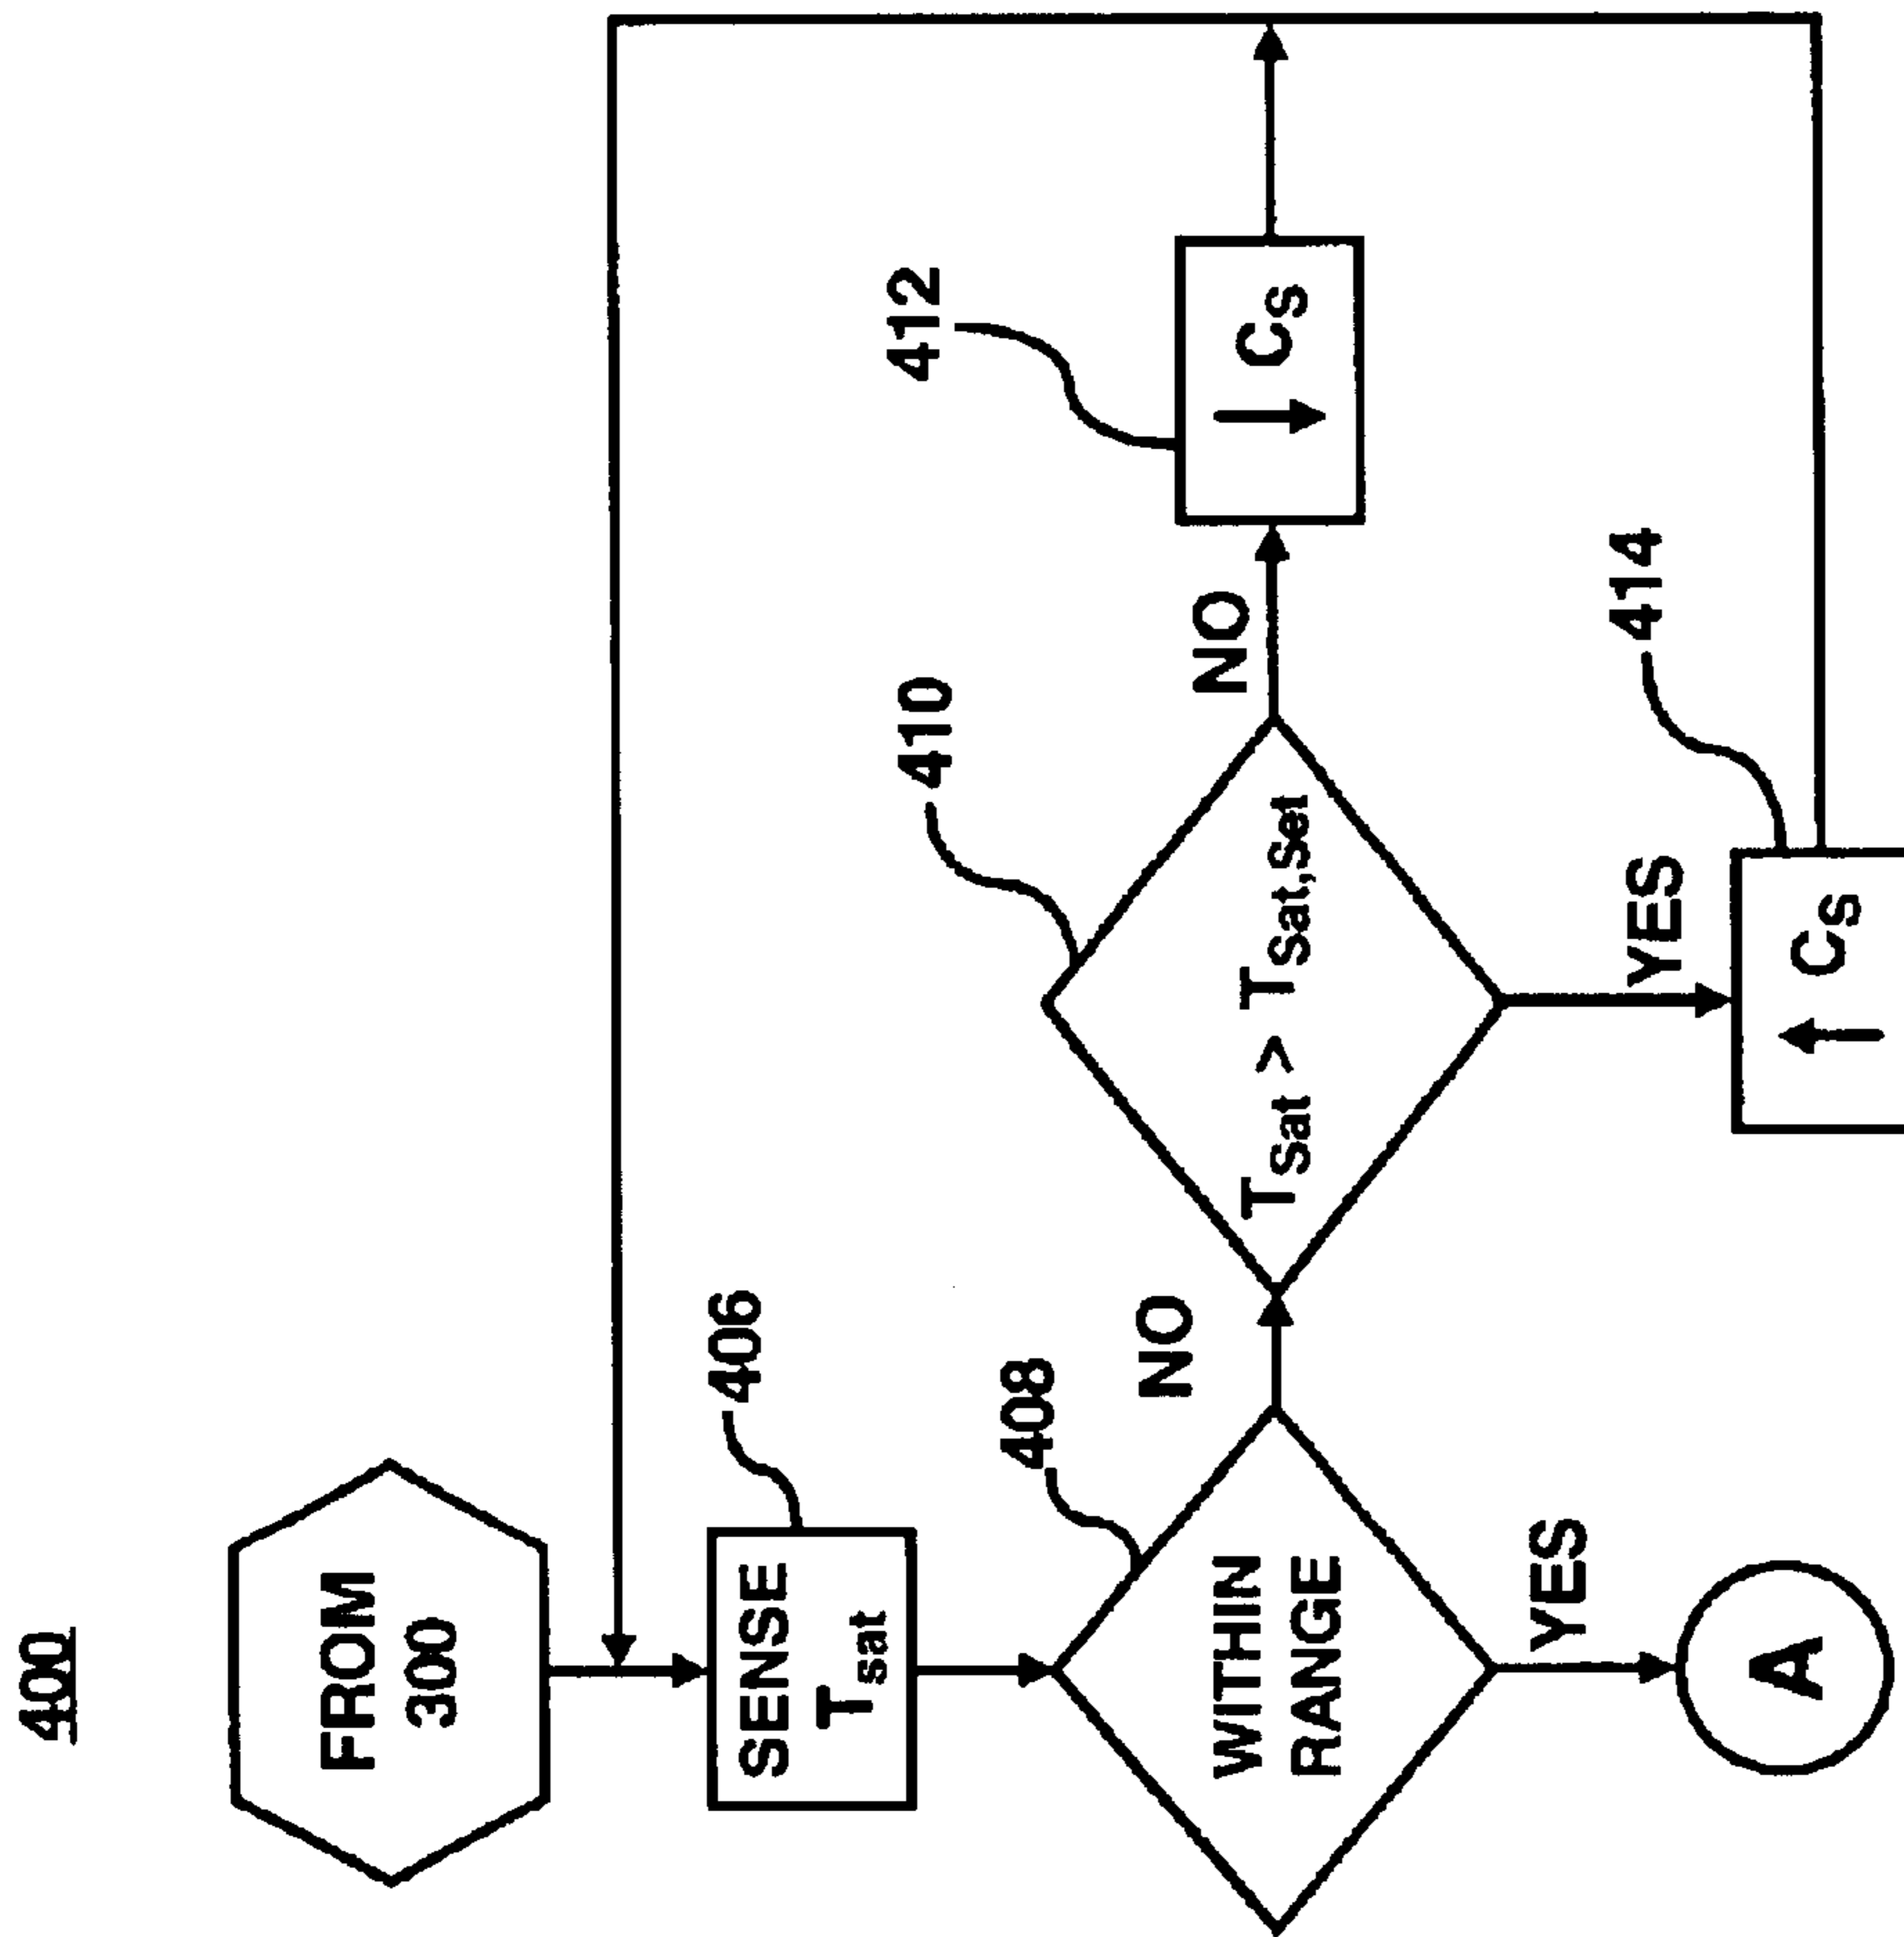 400
FROM
300
SENSE
Tsat
406
408
WITHIN
RANGE
NO
YES
A
410
Tsat > Tsat,set
NO
YES
412
↓ Cs
414
↑ Cs